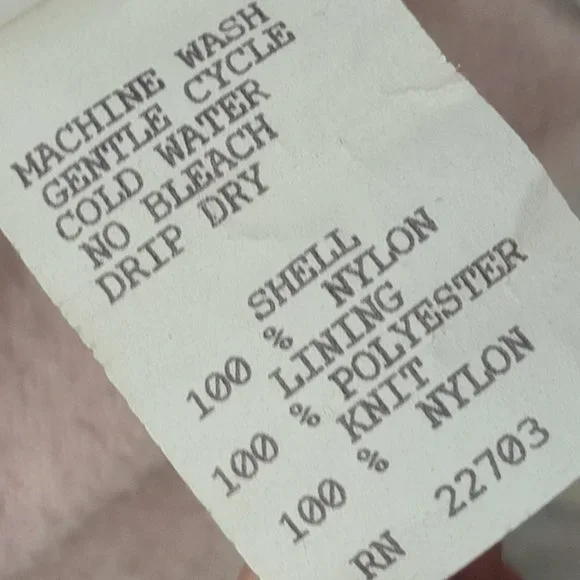 MACHINE WASH
GENTLE CYCLE
COLD WATER
NO BLEACH
DRIP DRY
SHELL
100 % NYLON
LINING
100 % POLYESTER
KNIT
100 % NYLON
RN 22703